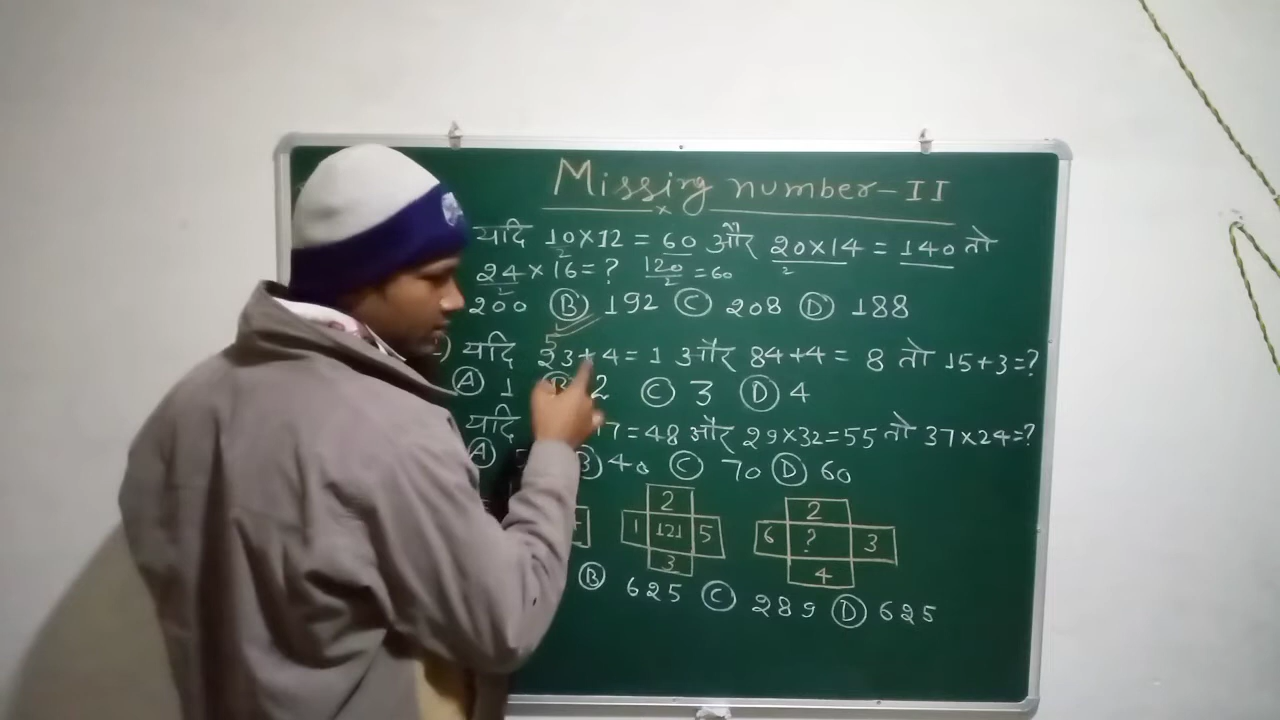 Missing number-II
यदि 10×12 = 60 और 20×14 = 140 तो
24×16=? 120/2 =60
200 Ⓑ 192 Ⓒ 208 Ⓓ 188
यदि 23+4=1 और 84+4= 8 तो 15+3=?
Ⓐ 1 Ⓑ 2 Ⓒ 3 Ⓓ 4
यदि 17=48 और 29×32=55 तो 37×24=?
Ⓐ Ⓑ 40 Ⓒ 70 Ⓓ 60
2 2
1 121 5 6 ? 3
3 4
Ⓑ 625 Ⓒ 289 Ⓓ 625